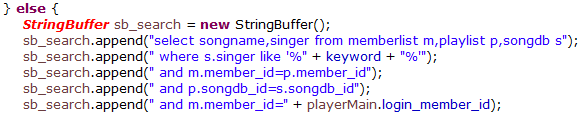 } else {
StringBuffer sb_search = new StringBuffer();
sb_search.append("select songname,singer from memberlist m,playlist p,songdb s");
sb_search.append(" where s.singer like '%" + keyword + "%'");
sb_search.append(" and m.member_id=p.member_id");
sb_search.append(" and p.songdb_id=s.songdb_id");
sb_search.append(" and m.member_id=" + playerMain.login_member_id);